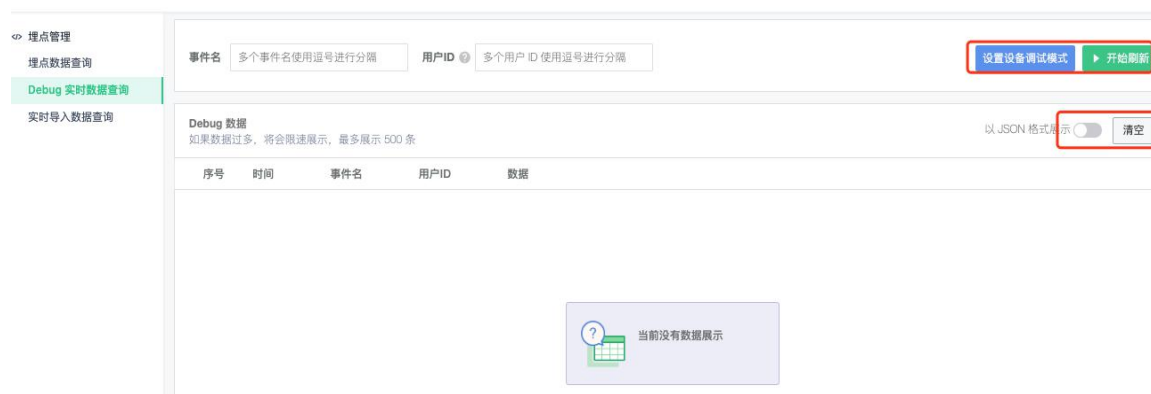 埋点管理
埋点数据查询
Debug 实时数据查询
实时导入数据查询
事件名 多个事件名使用逗号进行分隔 用户ID ? 多个用户 ID 使用逗号进行分隔 设置设备调试模式 开始刷新
Debug 数据
如果数据过多，将会限速展示，最多展示 500 条
以 JSON 格式展示 清空
序号 时间 事件名 用户ID 数据
当前没有数据展示